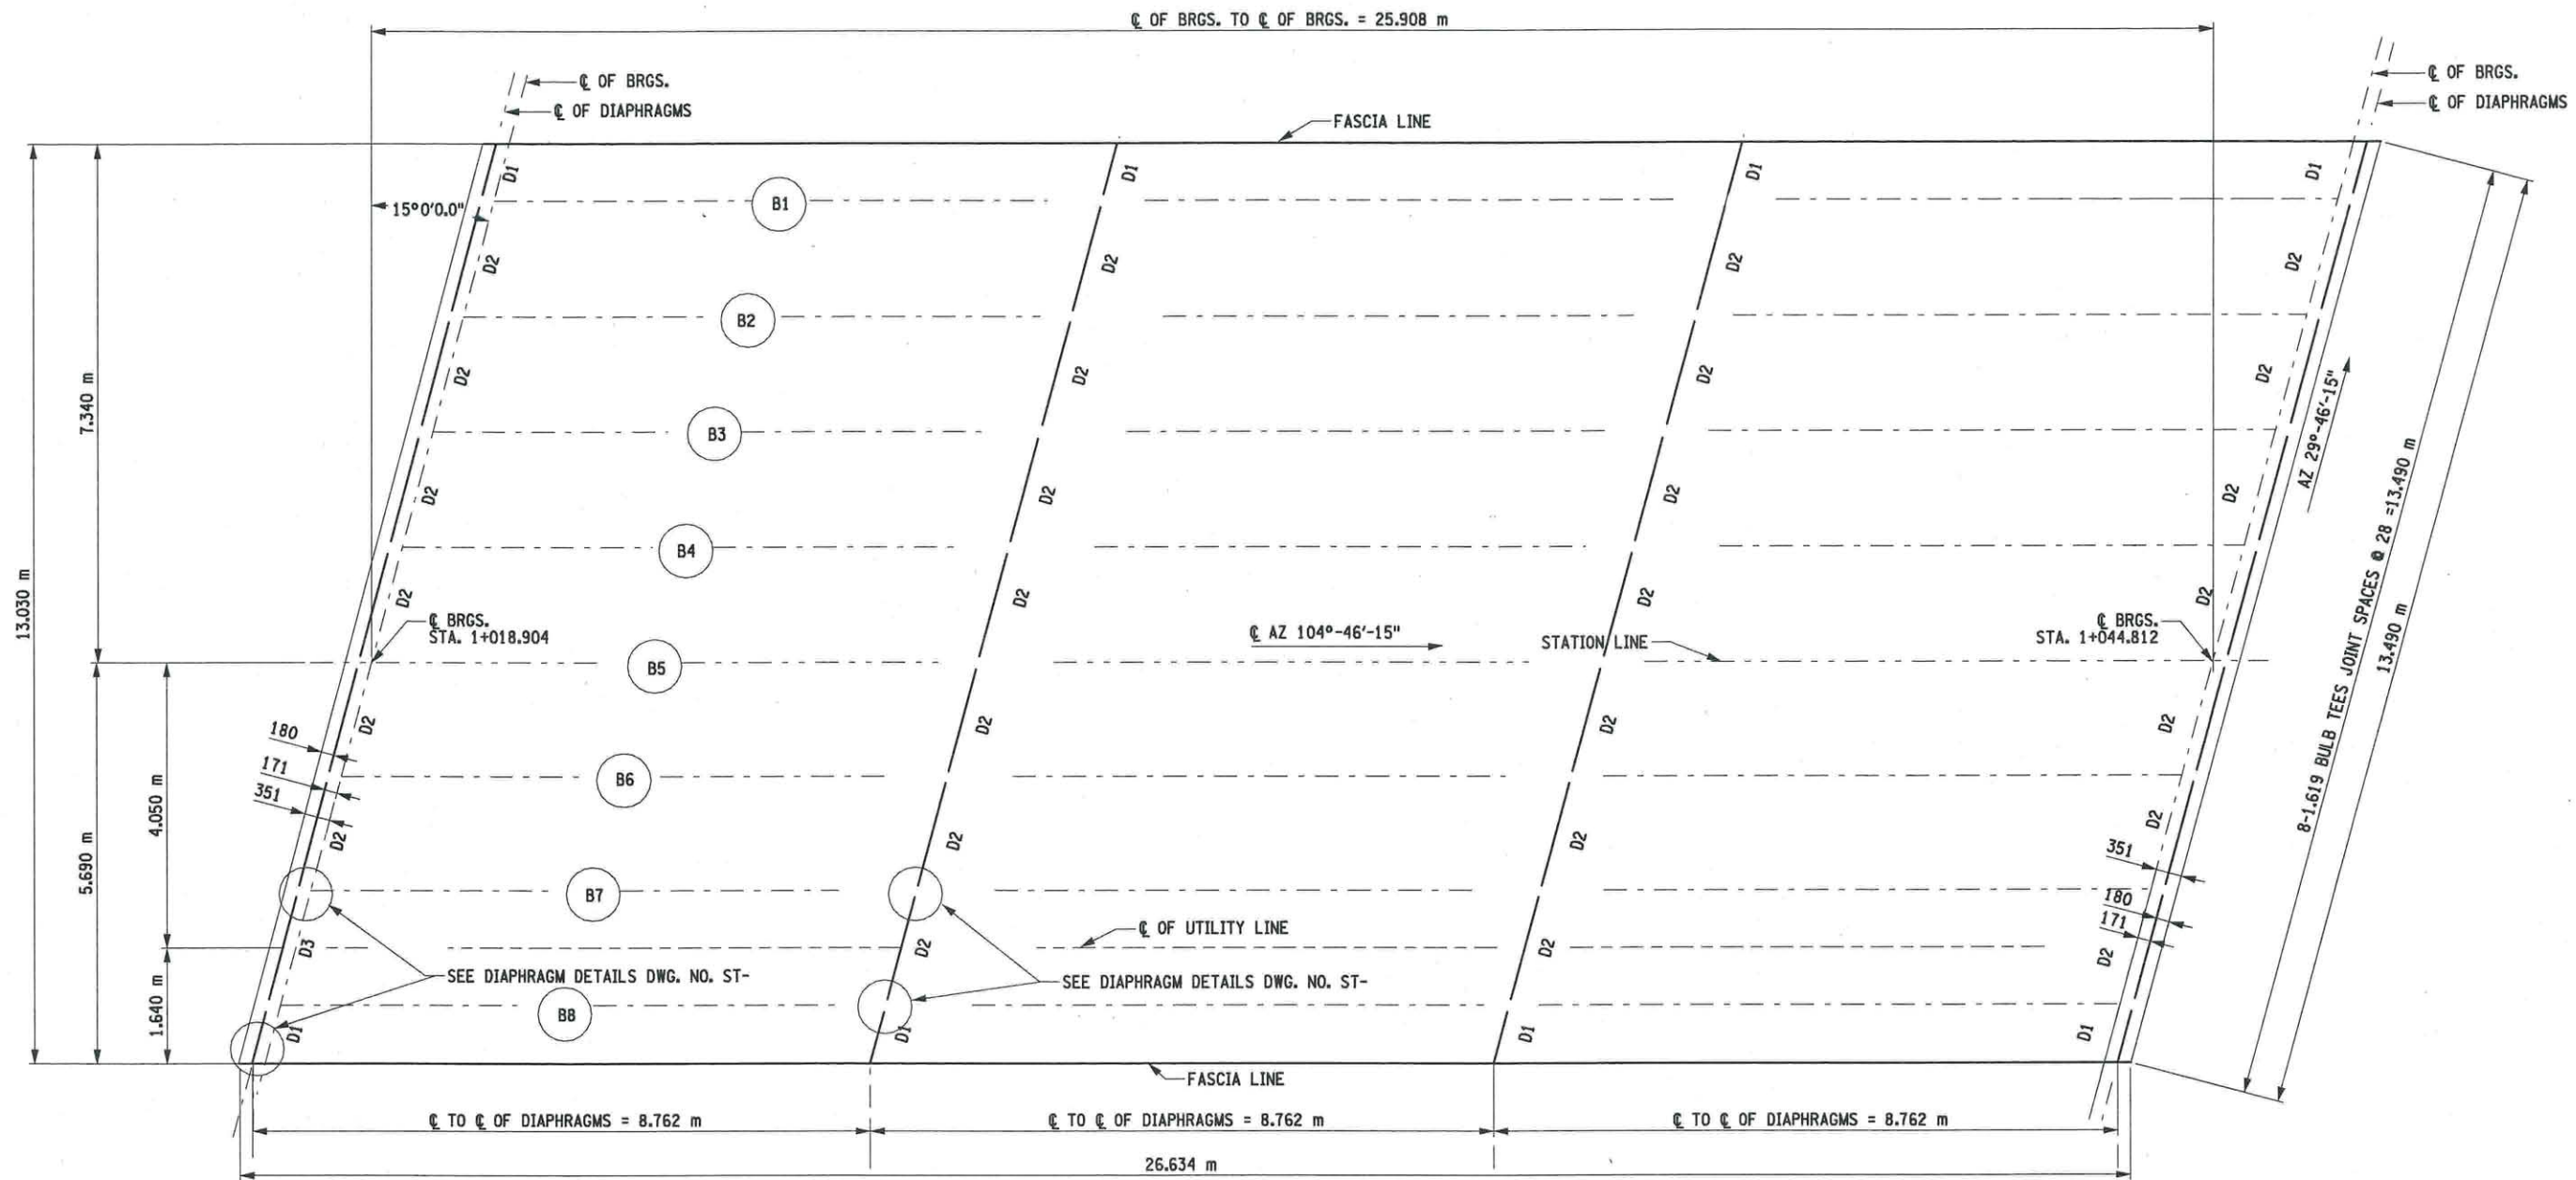 ℄ OF BRGS. TO ℄ OF BRGS. = 25.908 m
℄ OF BRGS.
℄ OF DIAPHRAGMS
℄ OF BRGS.
℄ OF DIAPHRAGMS
FASCIA LINE
15°0'0.0"
D1
D1
D1
D1
B1
D2
D2
D2
D2
B2
D2
D2
D2
D2
B3
D2
D2
D2
D2
B4
D2
D2
D2
D2
7.340 m
13.030 m
℄ BRGS.
STA. 1+018.904
℄ AZ 104°-46'-15"
STATION LINE
℄ BRGS.
STA. 1+044.812
AZ 29°-46'-15"
8-1.619 BULB TEES JOINT SPACES @ 28 =13.490 m
13.490 m
B5
D2
D2
D2
D2
180
171
351
B6
4.050 m
5.690 m
D2
D2
D2
D2
351
180
171
B7
℄ OF UTILITY LINE
D3
D2
D2
D2
SEE DIAPHRAGM DETAILS DWG. NO. ST-
SEE DIAPHRAGM DETAILS DWG. NO. ST-
1.640 m
B8
D1
D1
D1
D1
FASCIA LINE
℄ TO ℄ OF DIAPHRAGMS = 8.762 m
℄ TO ℄ OF DIAPHRAGMS = 8.762 m
℄ TO ℄ OF DIAPHRAGMS = 8.762 m
26.634 m